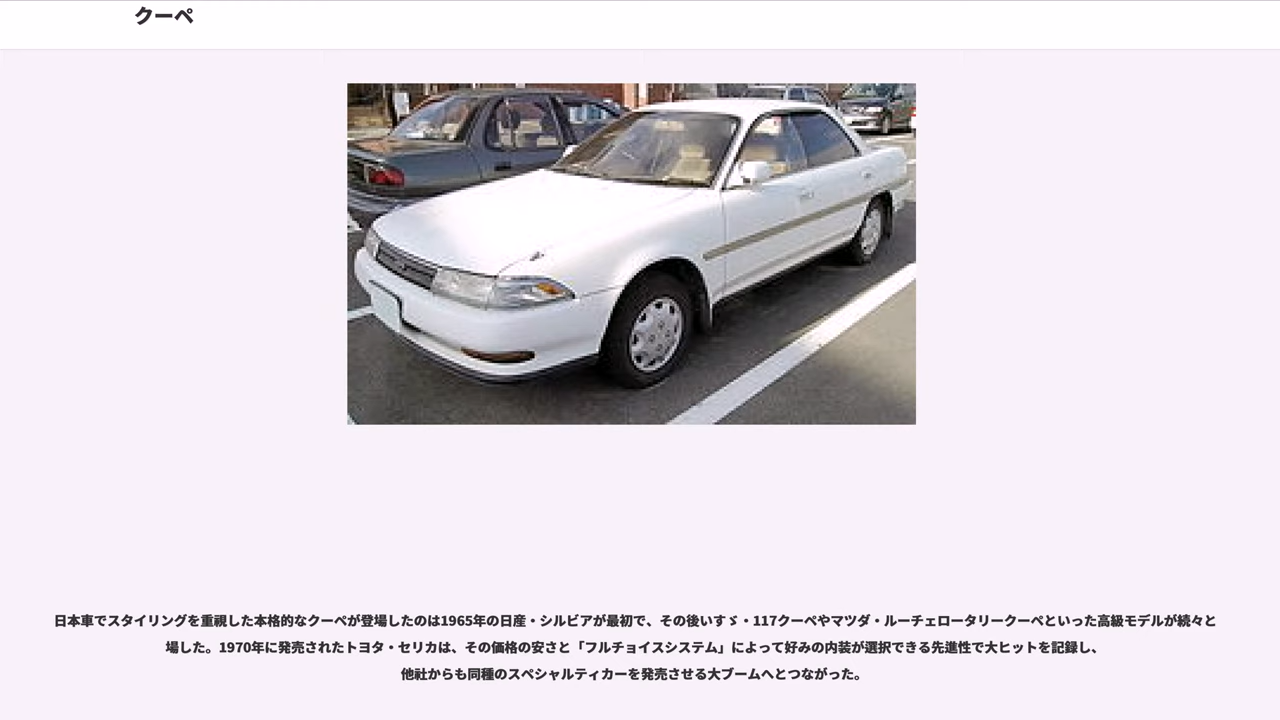 クーペ
日本車でスタイリングを重視した本格的なクーペが登場したのは1965年の日産・シルビアが最初で、その後いすゞ・117クーペやマツダ・ルーチェロータリークーペといった高級モデルが続々と
場した。1970年に発売されたトヨタ・セリカは、その価格の安さと「フルチョイスシステム」によって好みの内装が選択できる先進性で大ヒットを記録し、
他社からも同種のスペシャルティカーを発売させる大ブームへとつながった。